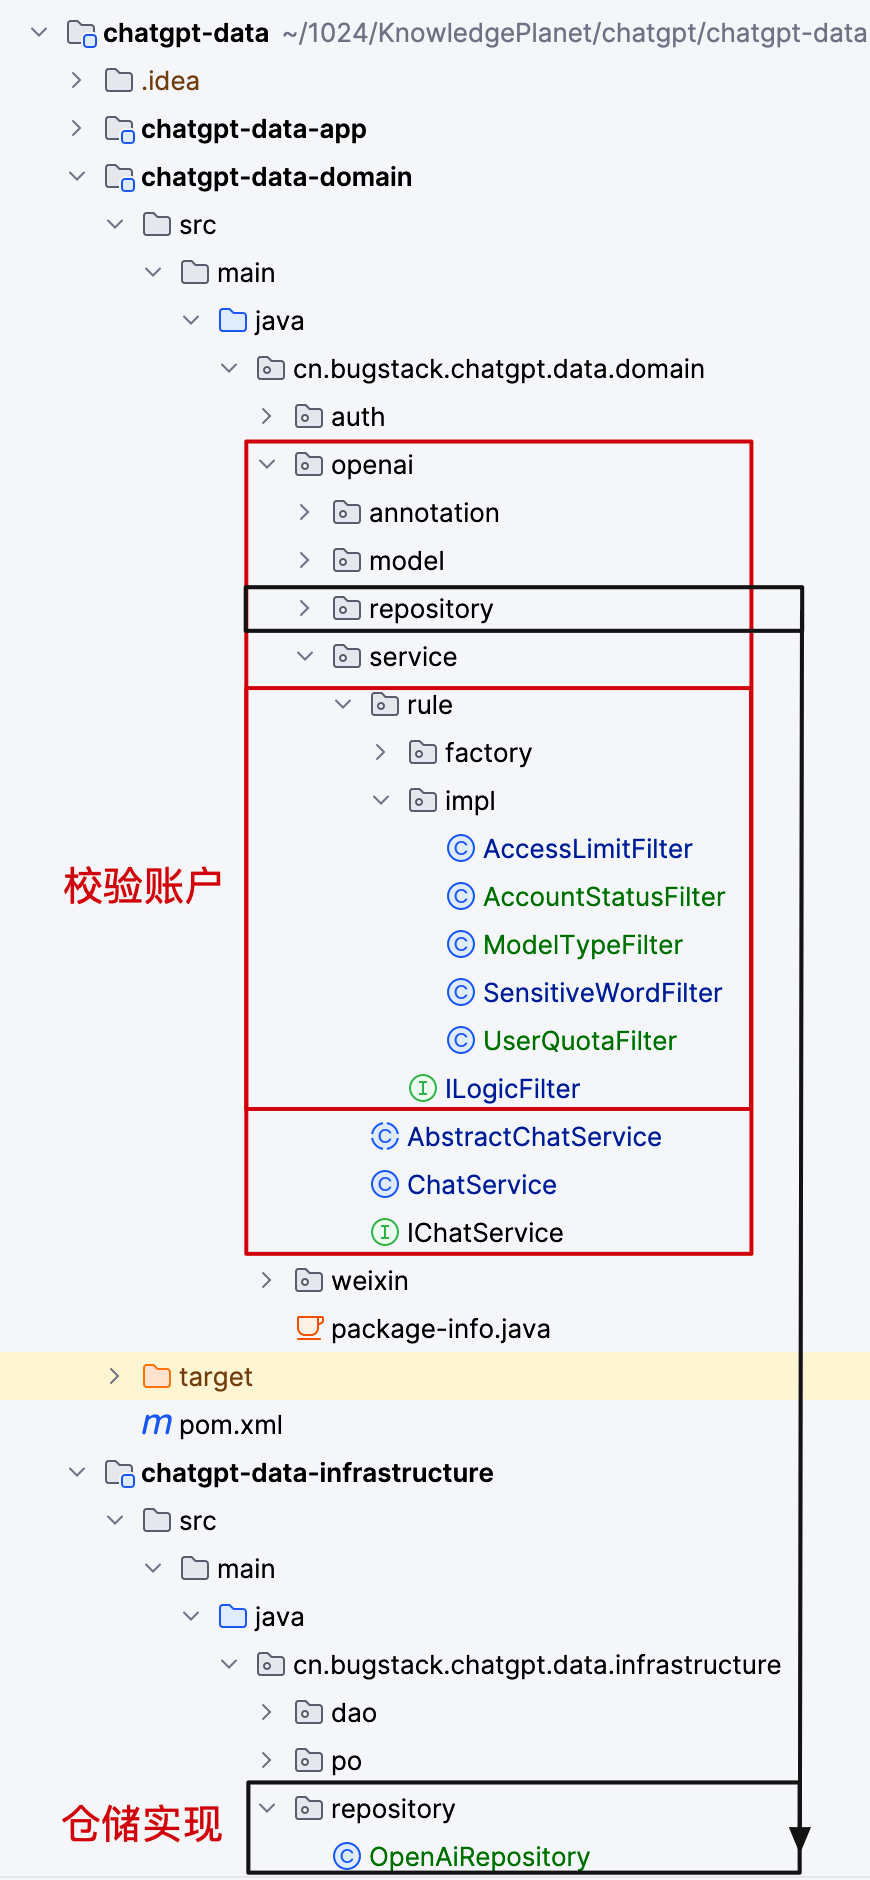 chatgpt-data ~/1024/KnowledgePlanet/chatgpt/chatgpt-data
.idea
chatgpt-data-app
chatgpt-data-domain
src
main
java
cn.bugstack.chatgpt.data.domain
auth
openai
annotation
model
repository
service
rule
factory
impl
AccessLimitFilter
校验账户
AccountStatusFilter
ModelTypeFilter
SensitiveWordFilter
UserQuotaFilter
ILogicFilter
AbstractChatService
ChatService
IChatService
weixin
package-info.java
target
pom.xml
chatgpt-data-infrastructure
src
main
java
cn.bugstack.chatgpt.data.infrastructure
dao
po
repository
仓储实现
OpenAiRepository